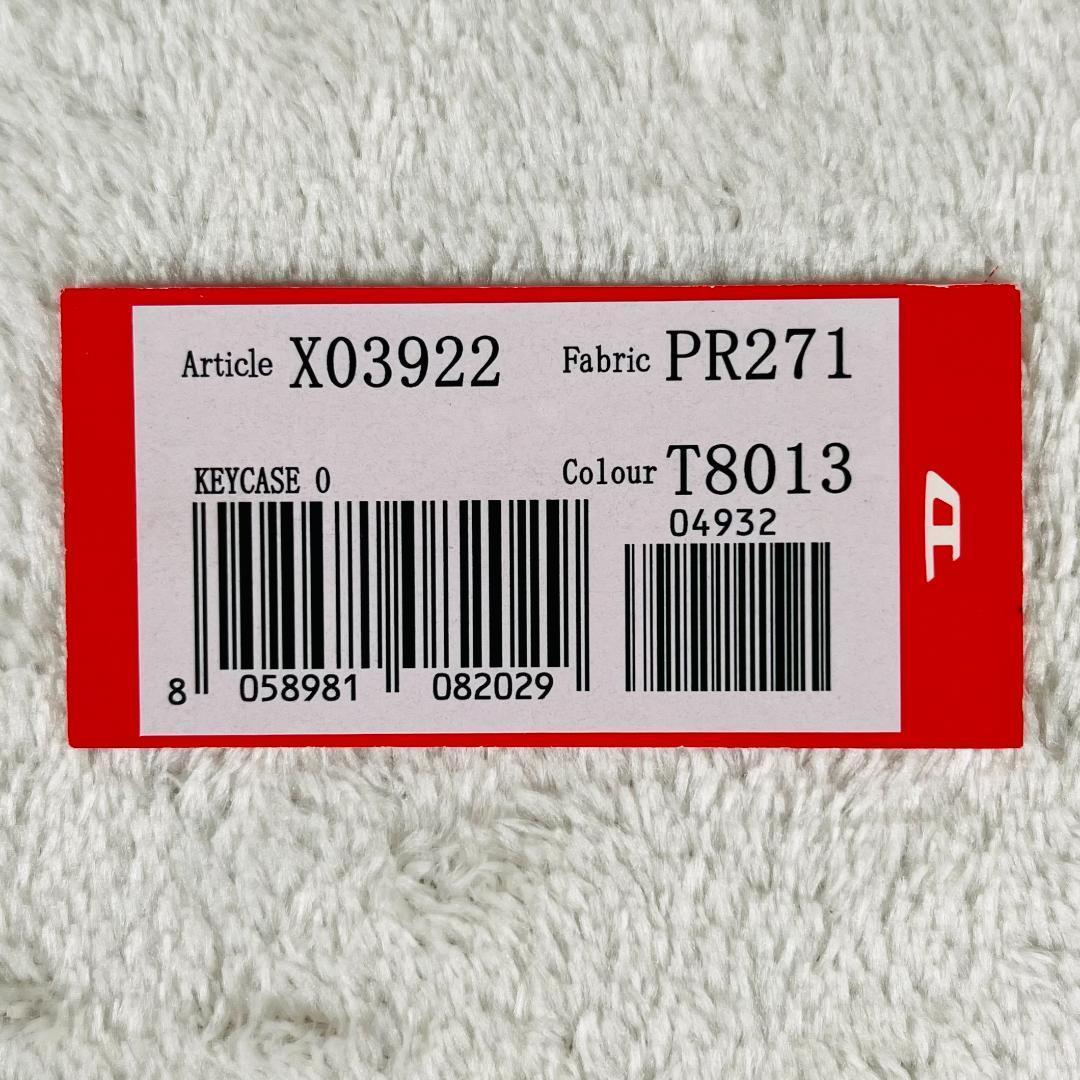 Article X03922 Fabric PR271
KEYCASE 0 Colour T8013
04932
8 058981 082029
D